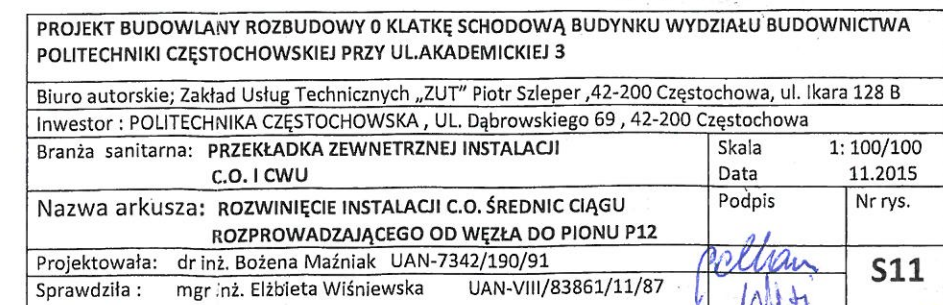 PROJEKT BUDOWLANY ROZBUDOWY 0 KLATKĘ SCHODOWĄ BUDYNKU WYDZIAŁU BUDOWNICTWA
POLITECHNIKI CZĘSTOCHOWSKIEJ PRZY UL.AKADEMICKIEJ 3
Biuro autorskie; Zakład Usług Technicznych „ZUT” Piotr Szleper ,42-200 Częstochowa, ul. Ikara 128 B
Inwestor : POLITECHNIKA CZĘSTOCHOWSKA , UL. Dąbrowskiego 69 , 42-200 Częstochowa
Branża sanitarna: PRZEKŁADKA ZEWNETRZNEJ INSTALACJI
C.O. I CWU
Skala 1: 100/100
Data 11.2015
Nazwa arkusza: ROZWINIĘCIE INSTALACJI C.O. ŚREDNIC CIĄGU
ROZPROWADZAJĄCEGO OD WĘZŁA DO PIONU P12
Podpis
Nr rys.
Projektowała: dr inż. Bożena Maźniak UAN-7342/190/91
Sprawdziła : mgr inż. Elżbieta Wiśniewska UAN-VIII/83861/11/87
S11